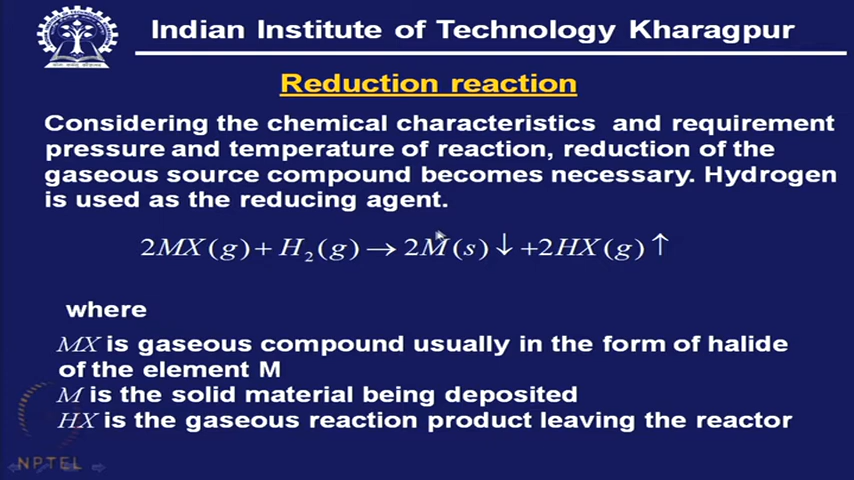 Indian Institute of Technology Kharagpur
Reduction reaction
Considering the chemical characteristics and requirement
pressure and temperature of reaction, reduction of the
gaseous source compound becomes necessary. Hydrogen
is used as the reducing agent.
2MX(g)+H₂(g)→2M(s)↓+2HX(g)↑
where
MX is gaseous compound usually in the form of halide
of the element M
M is the solid material being deposited
HX is the gaseous reaction product leaving the reactor
NPTEL